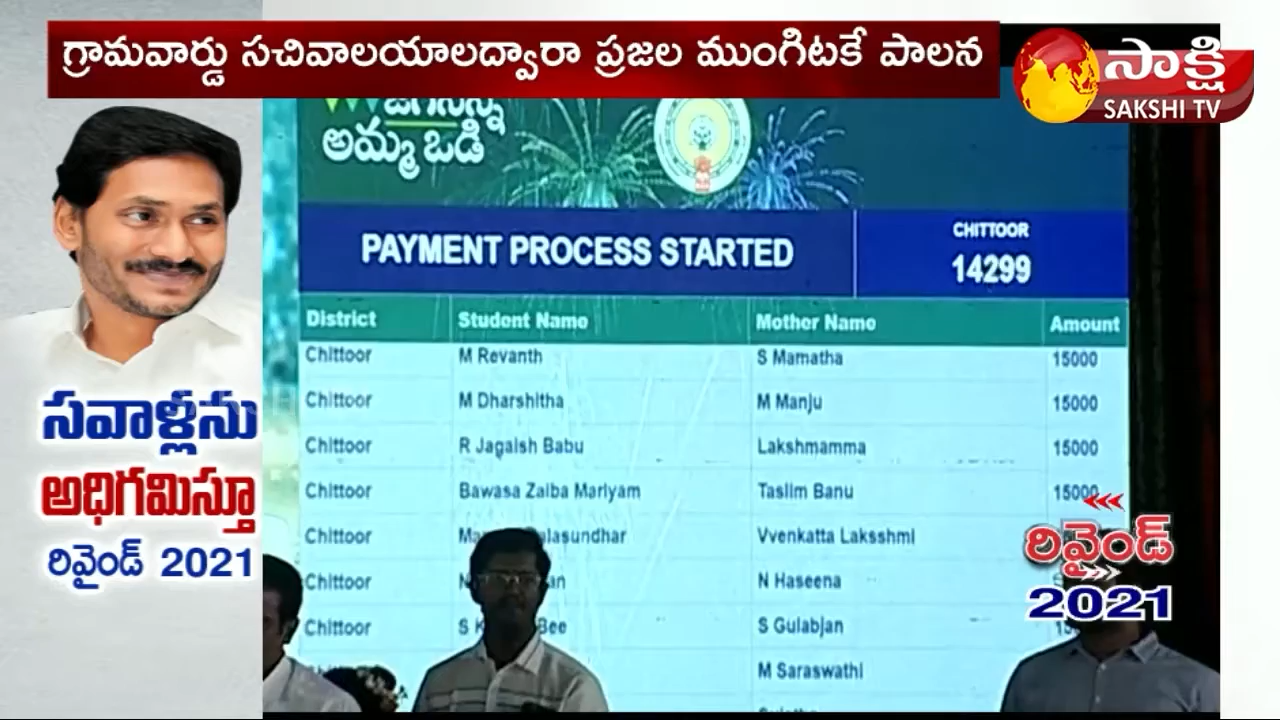 గ్రామవార్డు సచివాలయాలద్వారా ప్రజల ముంగిటకే పాలన
సాక్షి
SAKSHI TV
జగనన్న
అమ్మ ఒడి
PAYMENT PROCESS STARTED
CHITTOOR
14299
District Student Name Mother Name Amount
Chittoor M Revanth S Mamatha 15000
Chittoor M Dharshitha M Manju 15000
Chittoor R Jagaish Babu Lakshmamma 15000
Chittoor Bawasa Zaiba Mariyam Taslim Banu 15000
Chittoor Vvenkatta Laksshmi
Chittoor N Haseena
Chittoor S Bee S Gulabjan
M Saraswathi
సవాళ్లను
అధిగమిస్తూ
రివైండ్ 2021
రివైండ్
2021